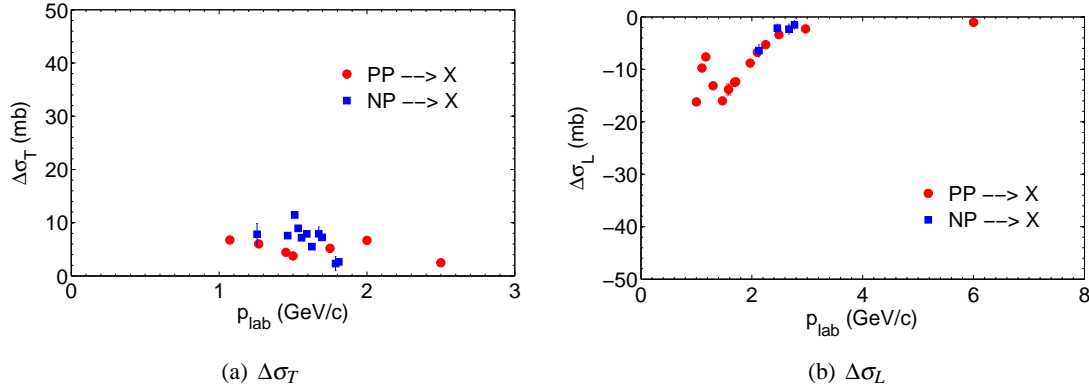 50
40
30
20
10
0
Δσ_T (mb)
PP −−> X
NP −−> X
0
1
2
3
p_lab (GeV/c)
(a) Δσ_T
0
−10
−20
−30
−40
−50
Δσ_L (mb)
PP −−> X
NP −−> X
0
2
4
6
8
p_lab (GeV/c)
(b) Δσ_L